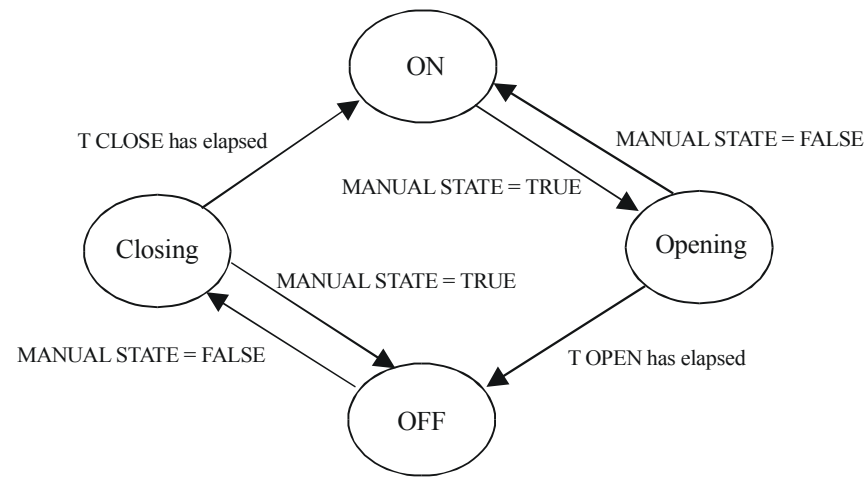 ON
T CLOSE has elapsed
MANUAL STATE = FALSE
MANUAL STATE = TRUE
Closing
Opening
MANUAL STATE = TRUE
MANUAL STATE = FALSE
T OPEN has elapsed
OFF